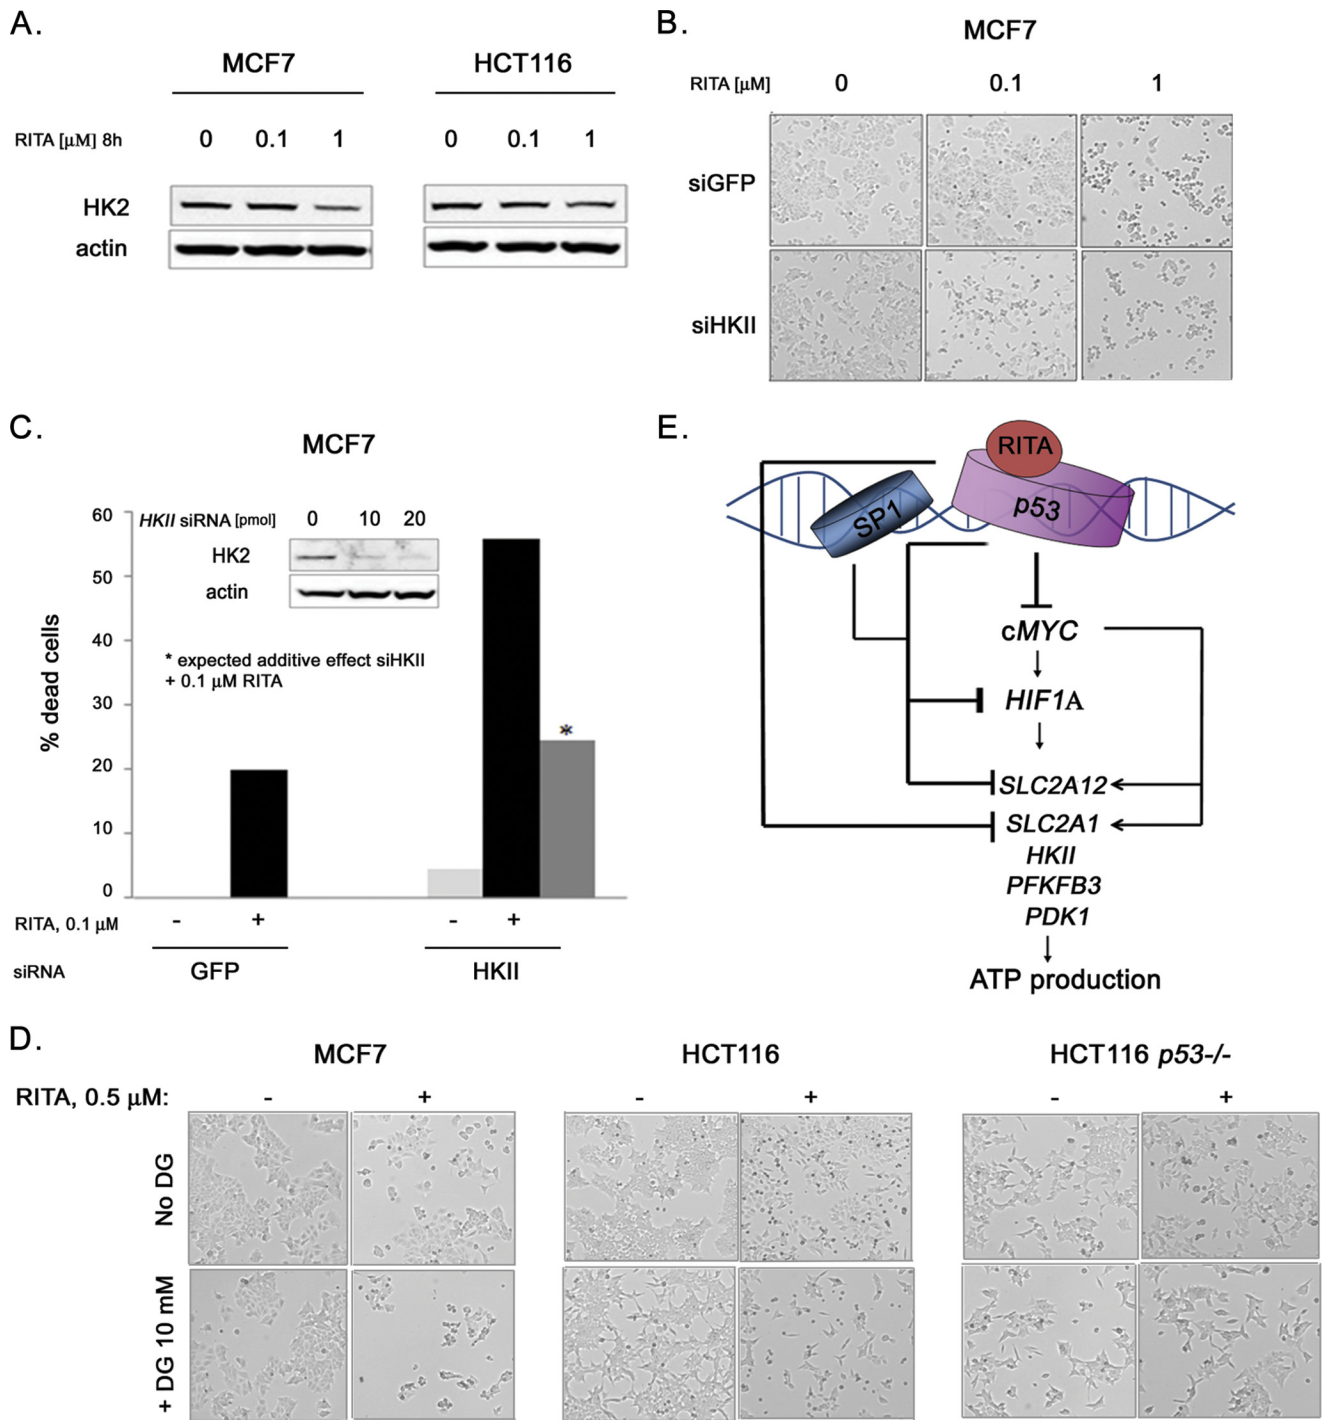 A.
MCF7 HCT116
RITA [µM] 8h 0 0.1 1 0 0.1 1
HK2
actin
B.
MCF7
RITA [µM] 0 0.1 1
siGFP
siHKII
C.
MCF7
HKII siRNA [pmol] 0 10 20
HK2
actin
* expected additive effect siHKII
+ 0.1 µM RITA
*
% dead cells
60
50
40
30
20
10
0
RITA, 0.1 µM - + - +
siRNA GFP HKII
E.
RITA
p53
SP1
cMYC
HIF1A
SLC2A12
SLC2A1
HKII
PFKFB3
PDK1
ATP production
D.
MCF7 HCT116 HCT116 p53-/-
RITA, 0.5 µM: - + - + - +
No DG
+ DG 10 mM